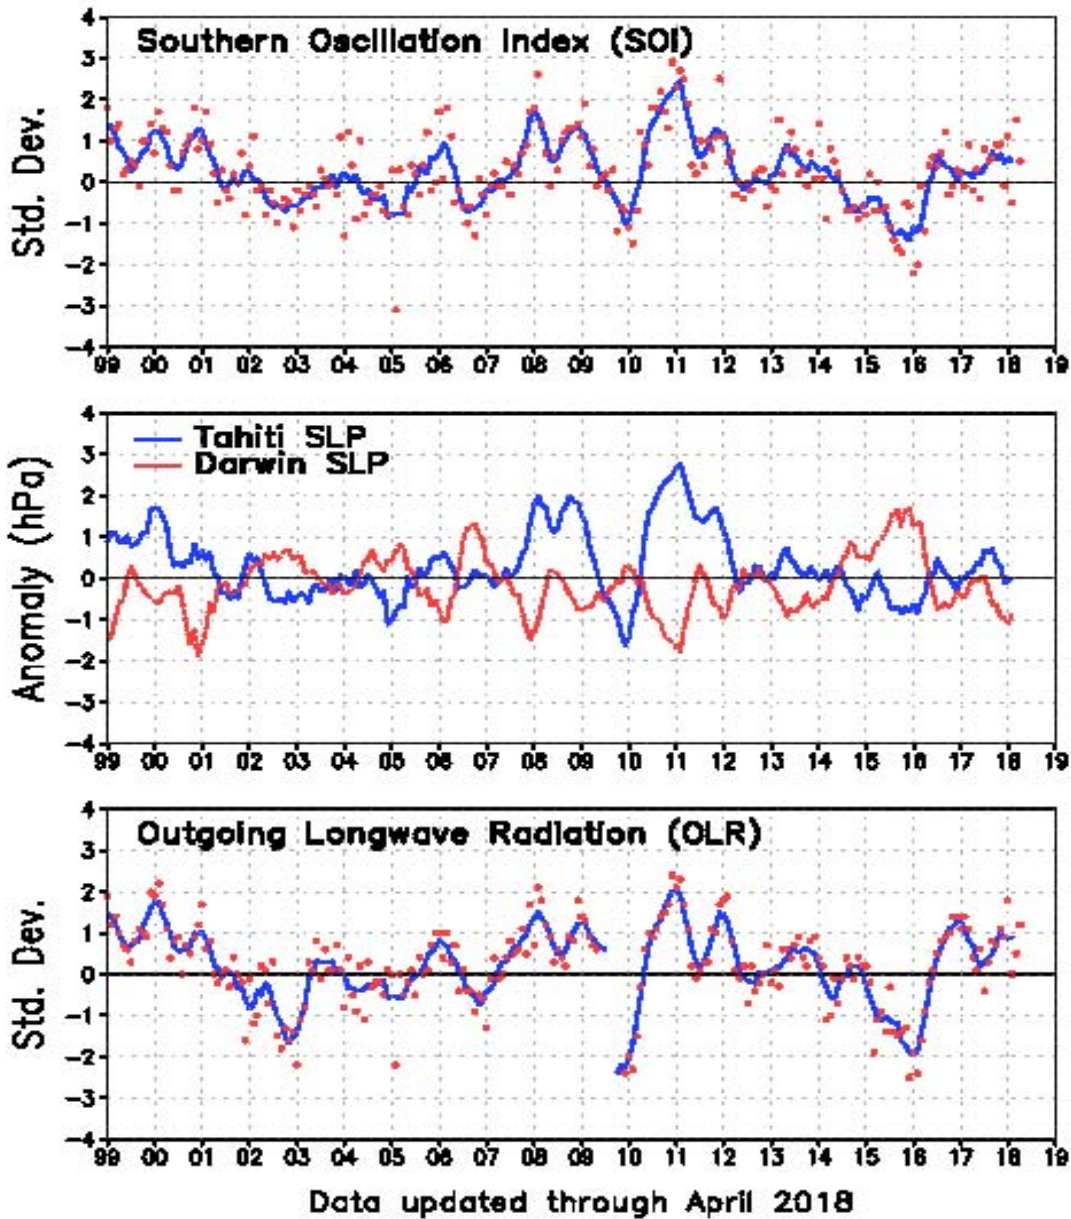 Southern Oscillation Index (SOI)
Std. Dev.
4
3
2
1
0
−1
−2
−3
−4
99 00 01 02 03 04 05 06 07 08 09 10 11 12 13 14 15 16 17 18 19
Tahiti SLP
Darwin SLP
Anomaly (hPa)
4
3
2
1
0
−1
−2
−3
−4
99 00 01 02 03 04 05 06 07 08 09 10 11 12 13 14 15 16 17 18 19
Outgoing Longwave Radiation (OLR)
Std. Dev.
4
3
2
1
0
−1
−2
−3
−4
99 00 01 02 03 04 05 06 07 08 09 10 11 12 13 14 15 16 17 18 19
Data updated through April 2018